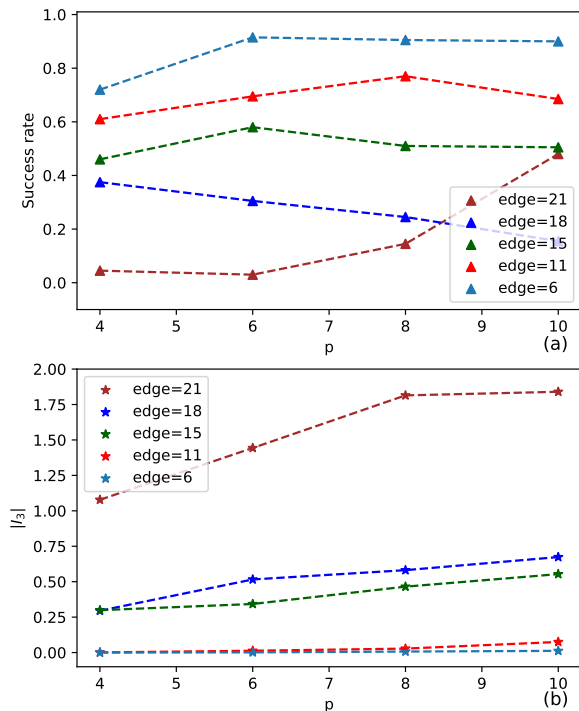 1.0
0.8
0.6
0.4
0.2
0.0
Success rate
edge=21
edge=18
edge=15
edge=11
edge=6
4 5 6 7 8 9 10
p
(a)
2.00
1.75
1.50
1.25
1.00
0.75
0.50
0.25
0.00
|I₃|
edge=21
edge=18
edge=15
edge=11
edge=6
4 5 6 7 8 9 10
p
(b)